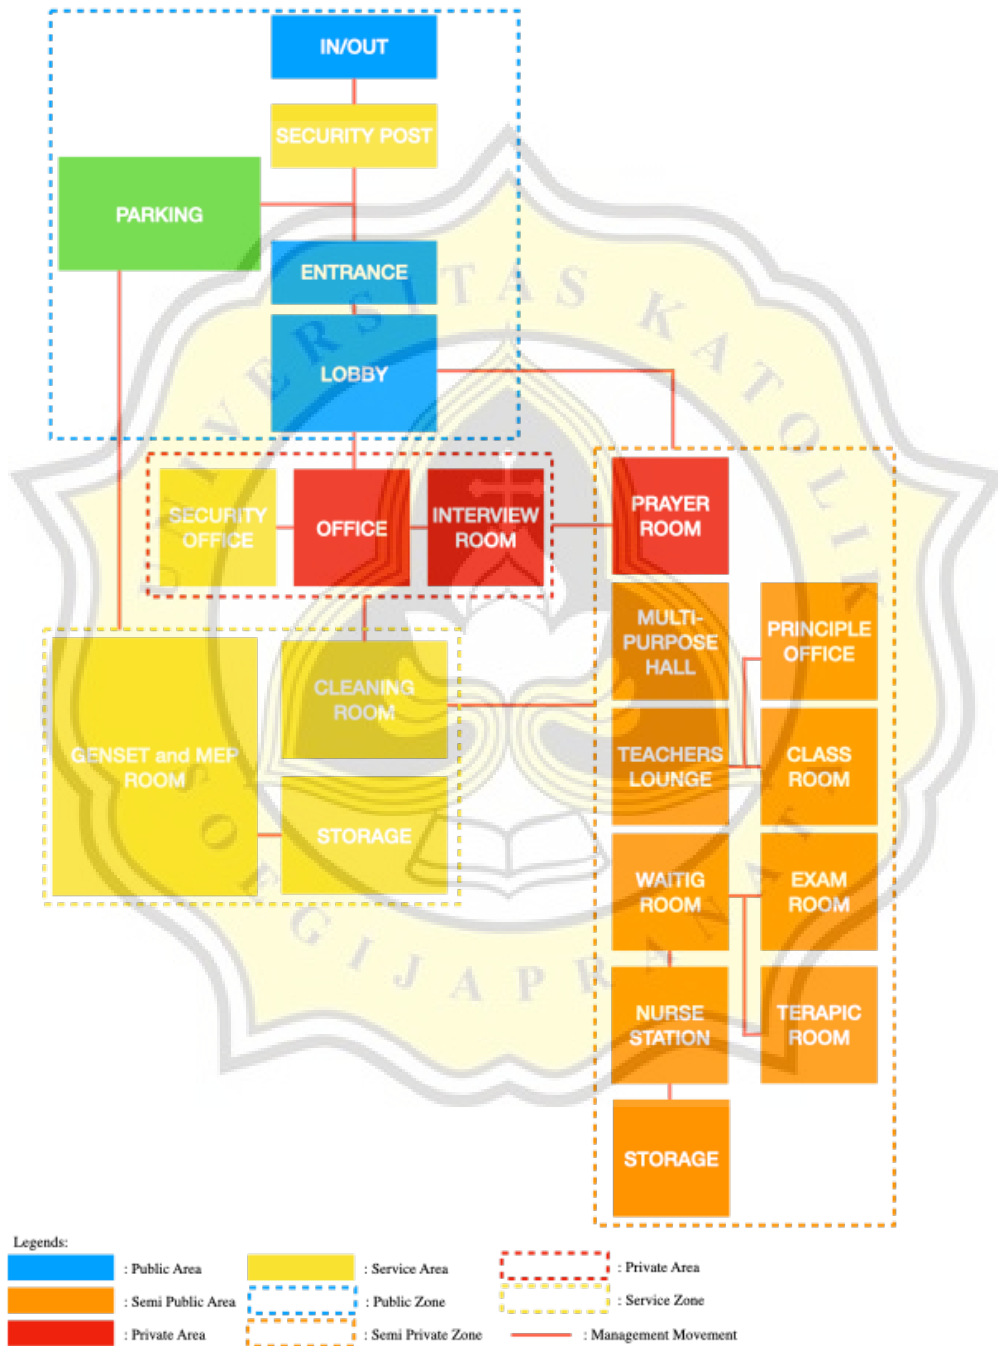 IN/OUT
SECURITY POST
PARKING
ENTRANCE
LOBBY
SECURITY
OFFICE
OFFICE
INTERVIEW
ROOM
PRAYER
ROOM
MULTI-
PURPOSE
HALL
PRINCIPLE
OFFICE
CLEANING
ROOM
GENSET and MEP
ROOM
TEACHERS
LOUNGE
CLASS
ROOM
STORAGE
WAITIG
ROOM
EXAM
ROOM
NURSE
STATION
TERAPIC
ROOM
STORAGE
UNIVERSITAS KATOLIK
SOEGIJAPRANATA
Legends:
: Public Area
: Service Area
: Private Area
: Semi Public Area
: Public Zone
: Service Zone
: Private Area
: Semi Private Zone
: Management Movement